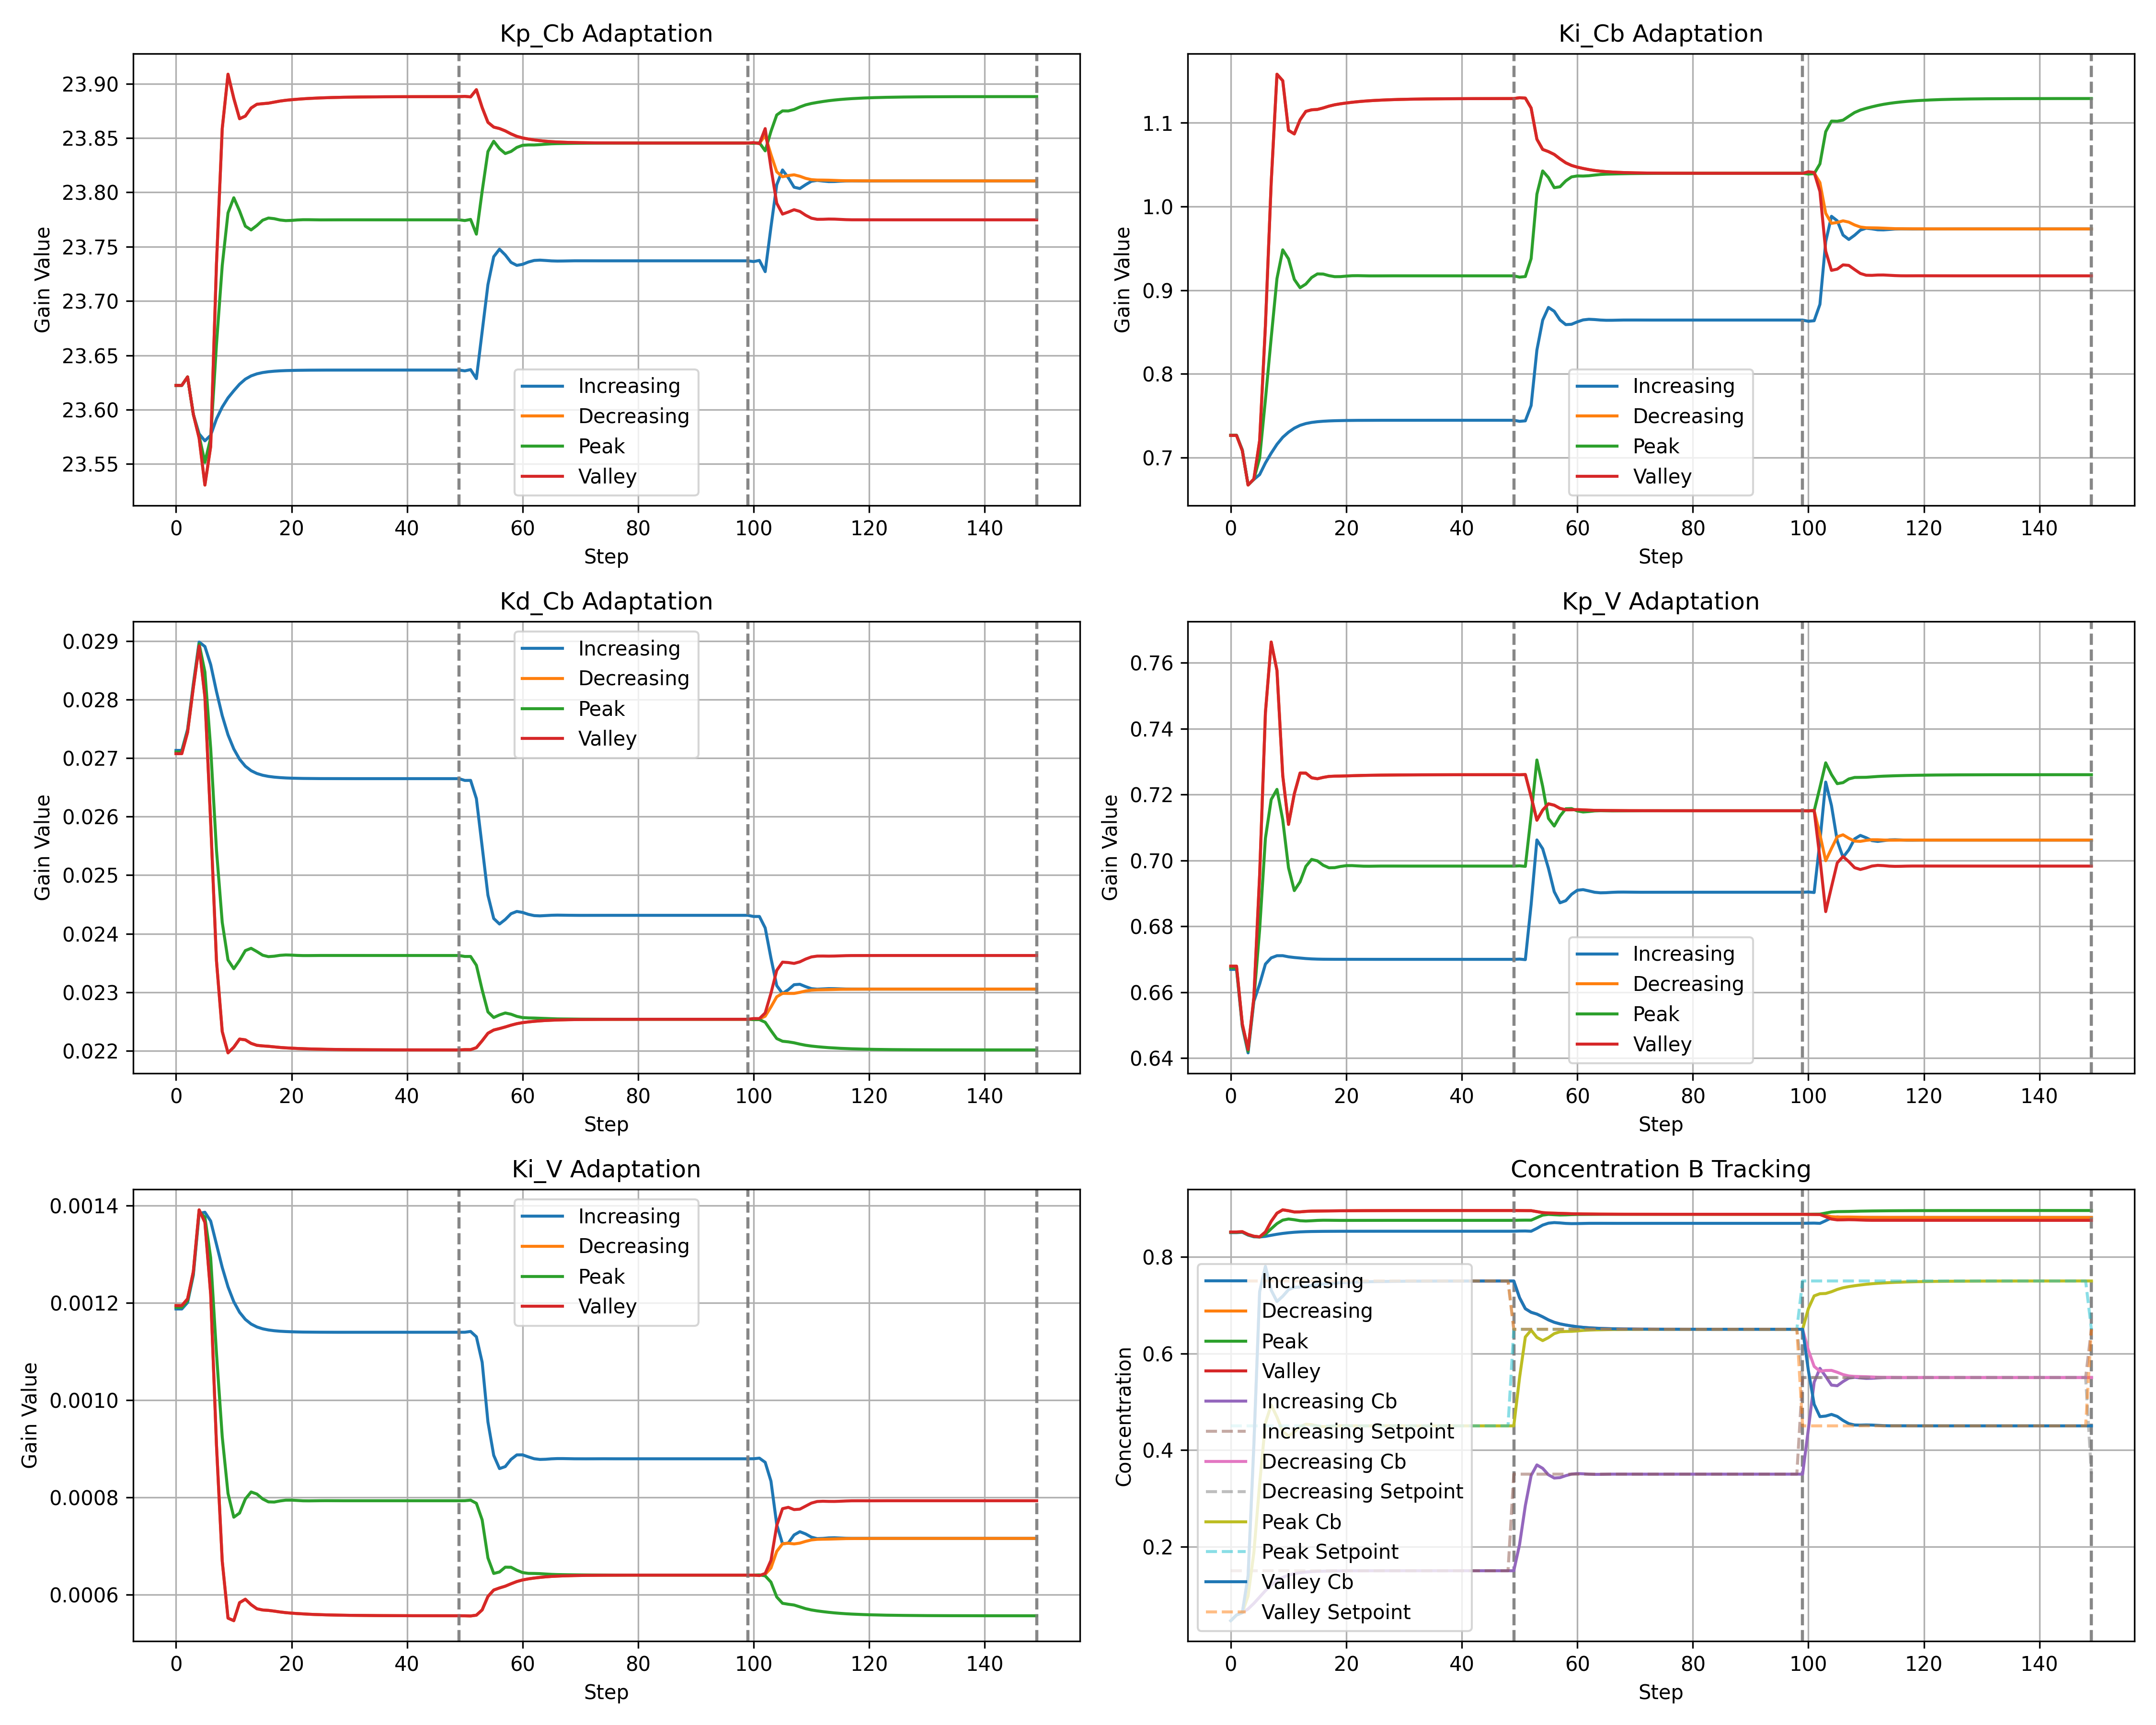 Kp_Cb Adaptation
Gain Value
23.90
23.85
23.80
23.75
23.70
23.65
23.60
23.55
Increasing
Decreasing
Peak
Valley
0 20 40 60 80 100 120 140
Step
Ki_Cb Adaptation
Gain Value
1.1
1.0
0.9
0.8
0.7
Increasing
Decreasing
Peak
Valley
0 20 40 60 80 100 120 140
Step
Kd_Cb Adaptation
Gain Value
0.029
0.028
0.027
0.026
0.025
0.024
0.023
0.022
Increasing
Decreasing
Peak
Valley
0 20 40 60 80 100 120 140
Step
Kp_V Adaptation
Gain Value
0.76
0.74
0.72
0.70
0.68
0.66
0.64
Increasing
Decreasing
Peak
Valley
0 20 40 60 80 100 120 140
Step
Ki_V Adaptation
Gain Value
0.0014
0.0012
0.0010
0.0008
0.0006
Increasing
Decreasing
Peak
Valley
0 20 40 60 80 100 120 140
Step
Concentration B Tracking
Concentration
0.8
0.6
0.4
0.2
Increasing
Decreasing
Peak
Valley
Increasing Cb
Increasing Setpoint
Decreasing Cb
Decreasing Setpoint
Peak Cb
Peak Setpoint
Valley Cb
Valley Setpoint
0 20 40 60 80 100 120 140
Step